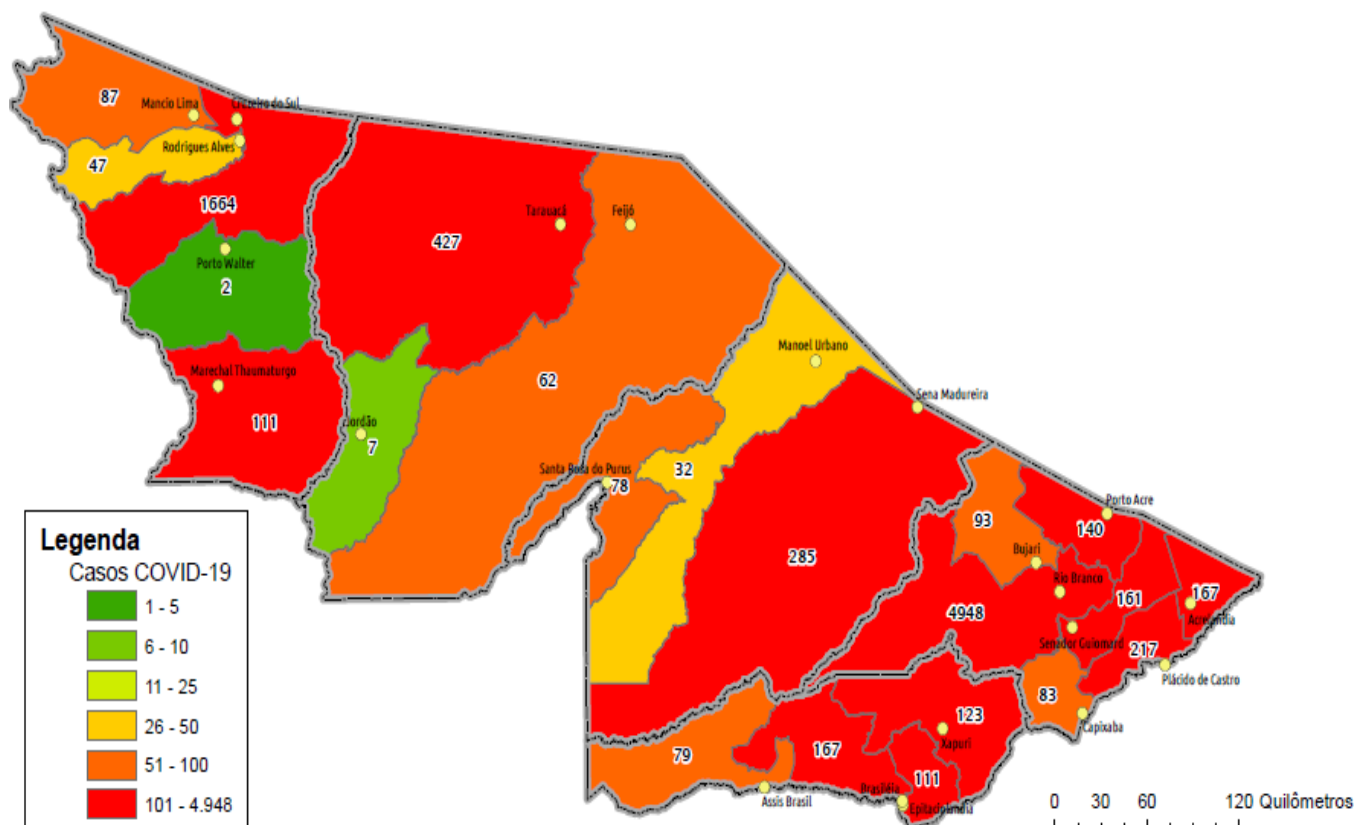 87
Mancio Lima
Cruzeiro do Sul
Rodrigues Alves
47
1664
Tarauacá
Feijó
427
Porto Walter
2
Manoel Urbano
Marechal Thaumaturgo
62
Sena Madureira
111
Jordão
7
32
Santa Rosa do Purus
78
Porto Acre
93
140
Bujari
285
Rio Branco
161
167
4948
Acrelandia
Senador Guiomard
217
Plácido de Castro
83
Capixaba
123
Xapuri
79
167
111
Assis Brasil
Brasiléia
Epitaciolandia
Legenda
Casos COVID-19
1 - 5
6 - 10
11 - 25
26 - 50
51 - 100
101 - 4.948
0 30 60 120 Quilômetros